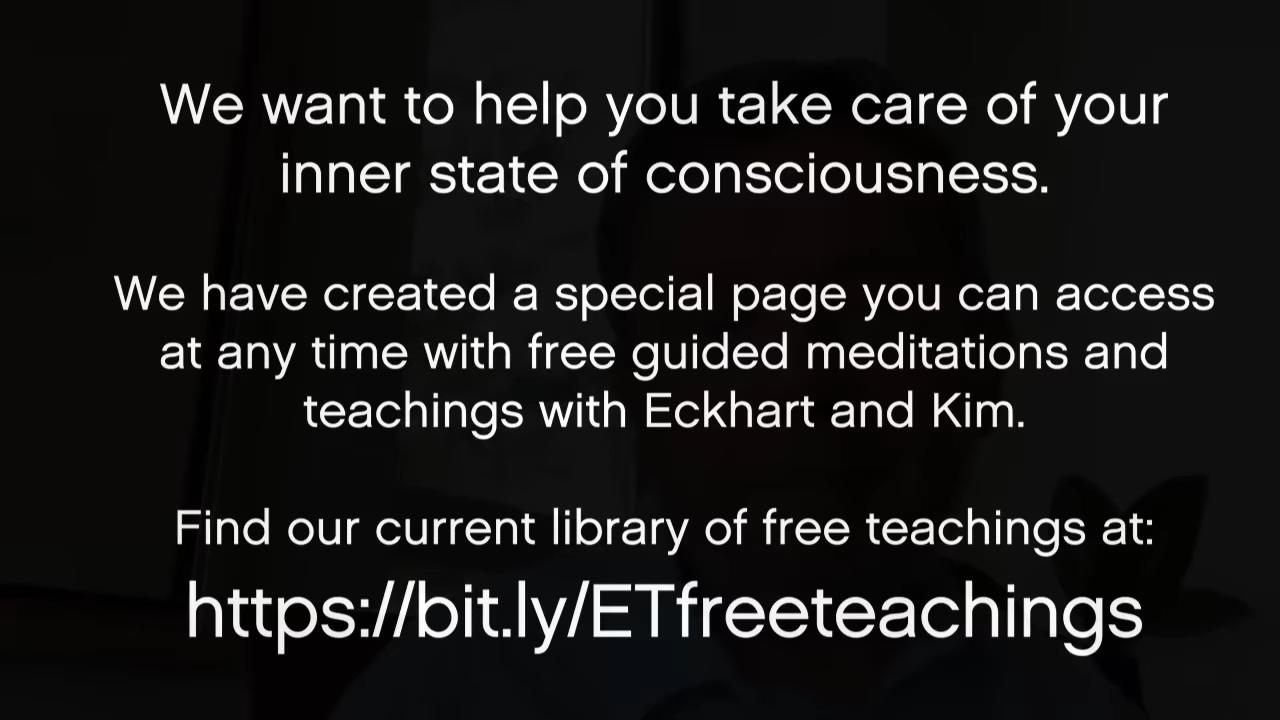 We want to help you take care of your
inner state of consciousness.
We have created a special page you can access
at any time with free guided meditations and
teachings with Eckhart and Kim.
Find our current library of free teachings at:
https://bit.ly/ETfreeteachings